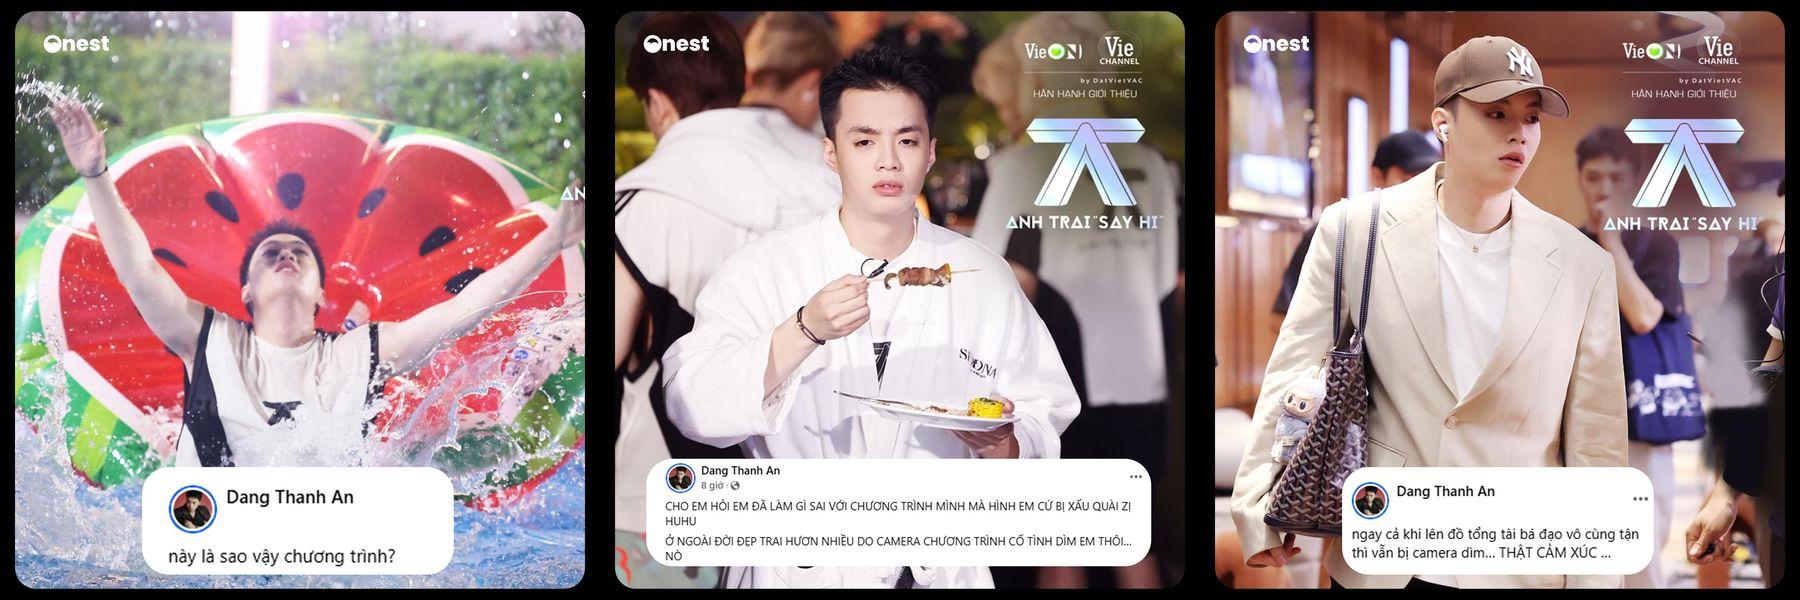 Onest
AN
Dang Thanh An
này là sao vậy chương trình?
Onest
VieON
Vie
CHANNEL
by DatVietVAC
HÂN HẠNH GIỚI THIỆU
ANH TRAI "SAY HI"
Dang Thanh An
8 giờ
CHO EM HỎI EM ĐÃ LÀM GÌ SAI VỚI CHƯƠNG TRÌNH MÌNH MÀ HÌNH EM CỨ BỊ XẤU QUÀI ZỊ
HUHU
Ở NGOÀI ĐỜI ĐẸP TRAI HƯƠN NHIỀU DO CAMERA CHƯƠNG TRÌNH CỐ TÌNH DÌM EM THÔI...
NÒ
Onest
VieON
Vie
CHANNEL
by DatVietVAC
HÂN HẠNH GIỚI THIỆU
ANH TRAI "SAY HI"
NY
Dang Thanh An
ngay cả khi lên đồ tổng tài bá đạo vô cùng tận
thì vẫn bị camera dìm... THẬT CẢM XÚC ...